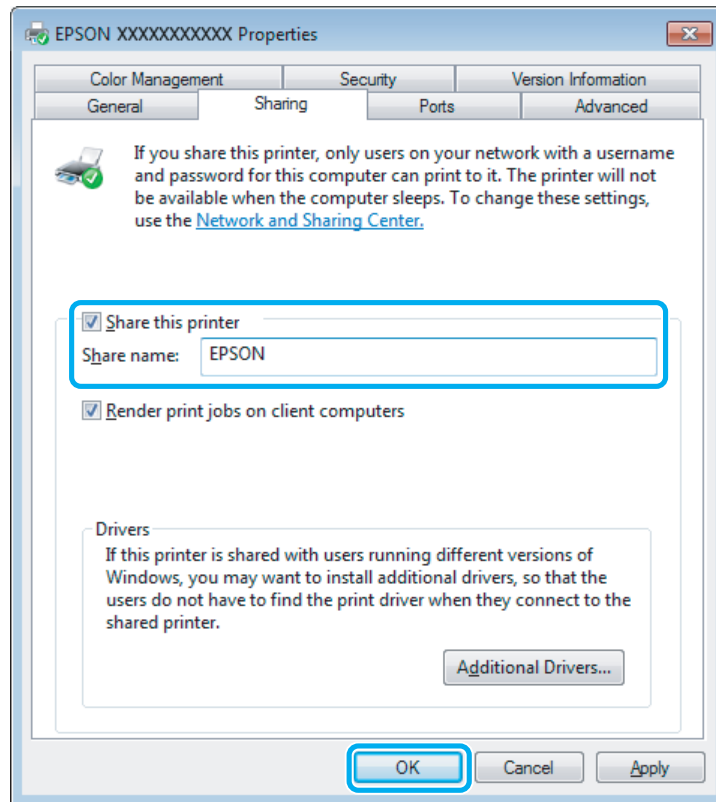 EPSON XXXXXXXXXXXX Properties
Color Management Security Version Information
General Sharing Ports Advanced
If you share this printer, only users on your network with a username
and password for this computer can print to it. The printer will not
be available when the computer sleeps. To change these settings,
use the Network and Sharing Center.
Share this printer
Share name: EPSON
Render print jobs on client computers
Drivers
If this printer is shared with users running different versions of
Windows, you may want to install additional drivers, so that the
users do not have to find the print driver when they connect to the
shared printer.
Additional Drivers...
OK Cancel Apply